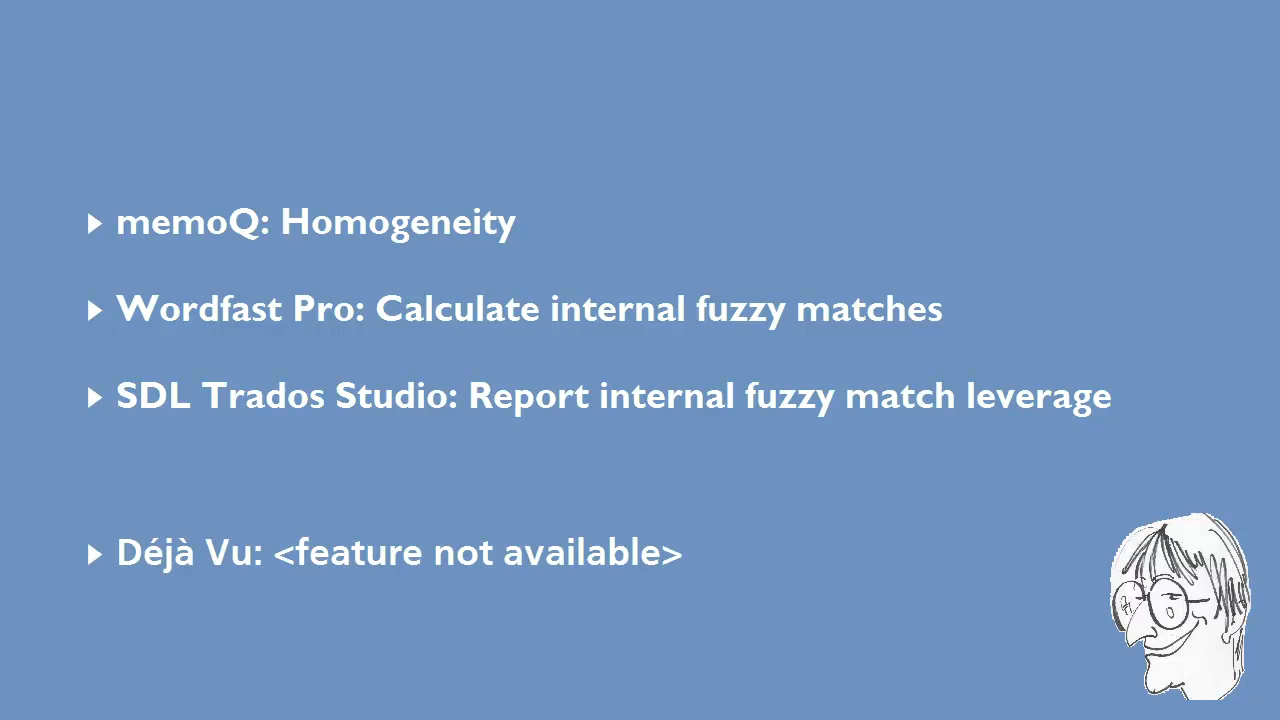 memoQ: Homogeneity
Wordfast Pro: Calculate internal fuzzy matches
SDL Trados Studio: Report internal fuzzy match leverage
Déjà Vu: <feature not available>